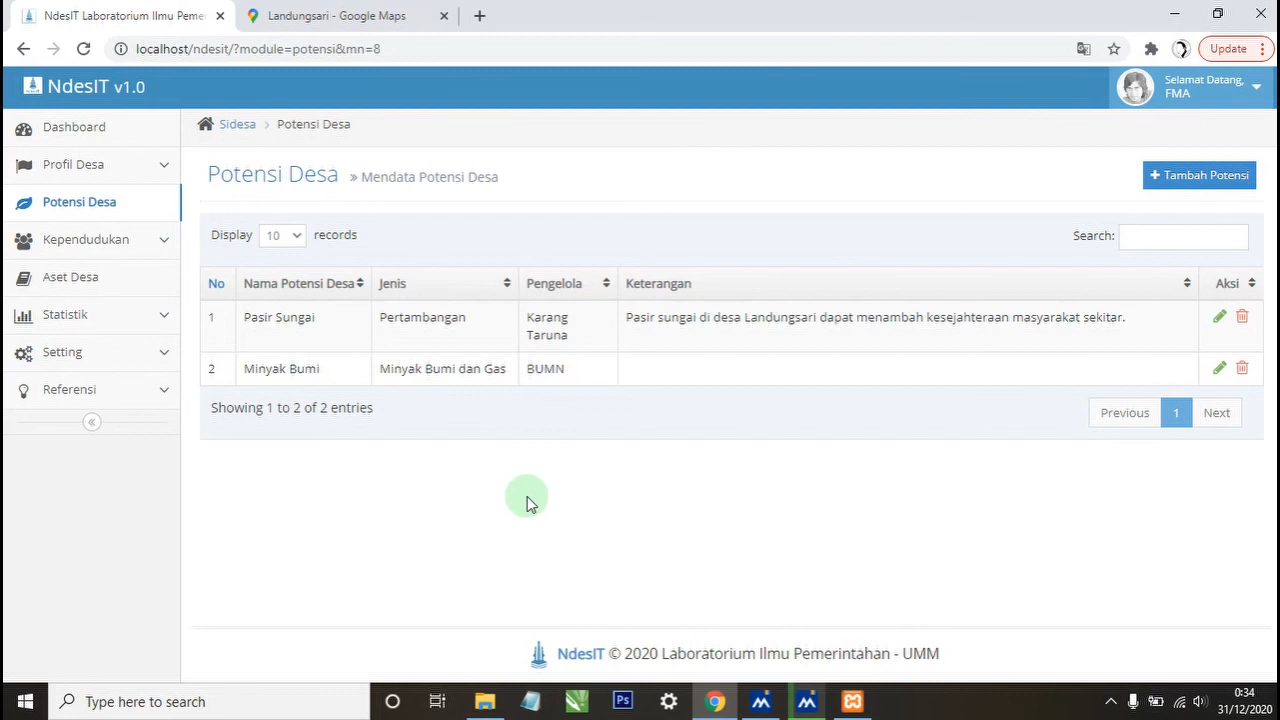 NdesIT Laboratorium Ilmu Peme
Landungsari - Google Maps
localhost/ndesit/?module=potensi&mn=8
Update
NdesIT v1.0
Selamat Datang,
FMA
Dashboard
Profil Desa
Potensi Desa
Kependudukan
Aset Desa
Statistik
Setting
Referensi
Sidesa > Potensi Desa
Potensi Desa » Mendata Potensi Desa
+ Tambah Potensi
Display 10 records
Search:
No Nama Potensi Desa Jenis Pengelola Keterangan Aksi
1 Pasir Sungai Pertambangan Karang Taruna Pasir sungai di desa Landungsari dapat menambah kesejahteraan masyarakat sekitar.
2 Minyak Bumi Minyak Bumi dan Gas BUMN
Showing 1 to 2 of 2 entries
Previous 1 Next
NdesIT © 2020 Laboratorium Ilmu Pemerintahan - UMM
Type here to search
Ps
0:34
31/12/2020